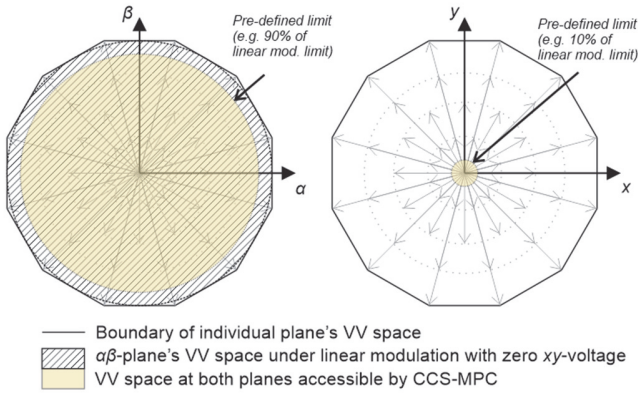 β
Pre-defined limit
(e.g. 90% of
linear mod. limit)
α
y
Pre-defined limit
(e.g. 10% of
linear mod. limit)
x
Boundary of individual plane's VV space
αβ-plane's VV space under linear modulation with zero xy-voltage
VV space at both planes accessible by CCS-MPC